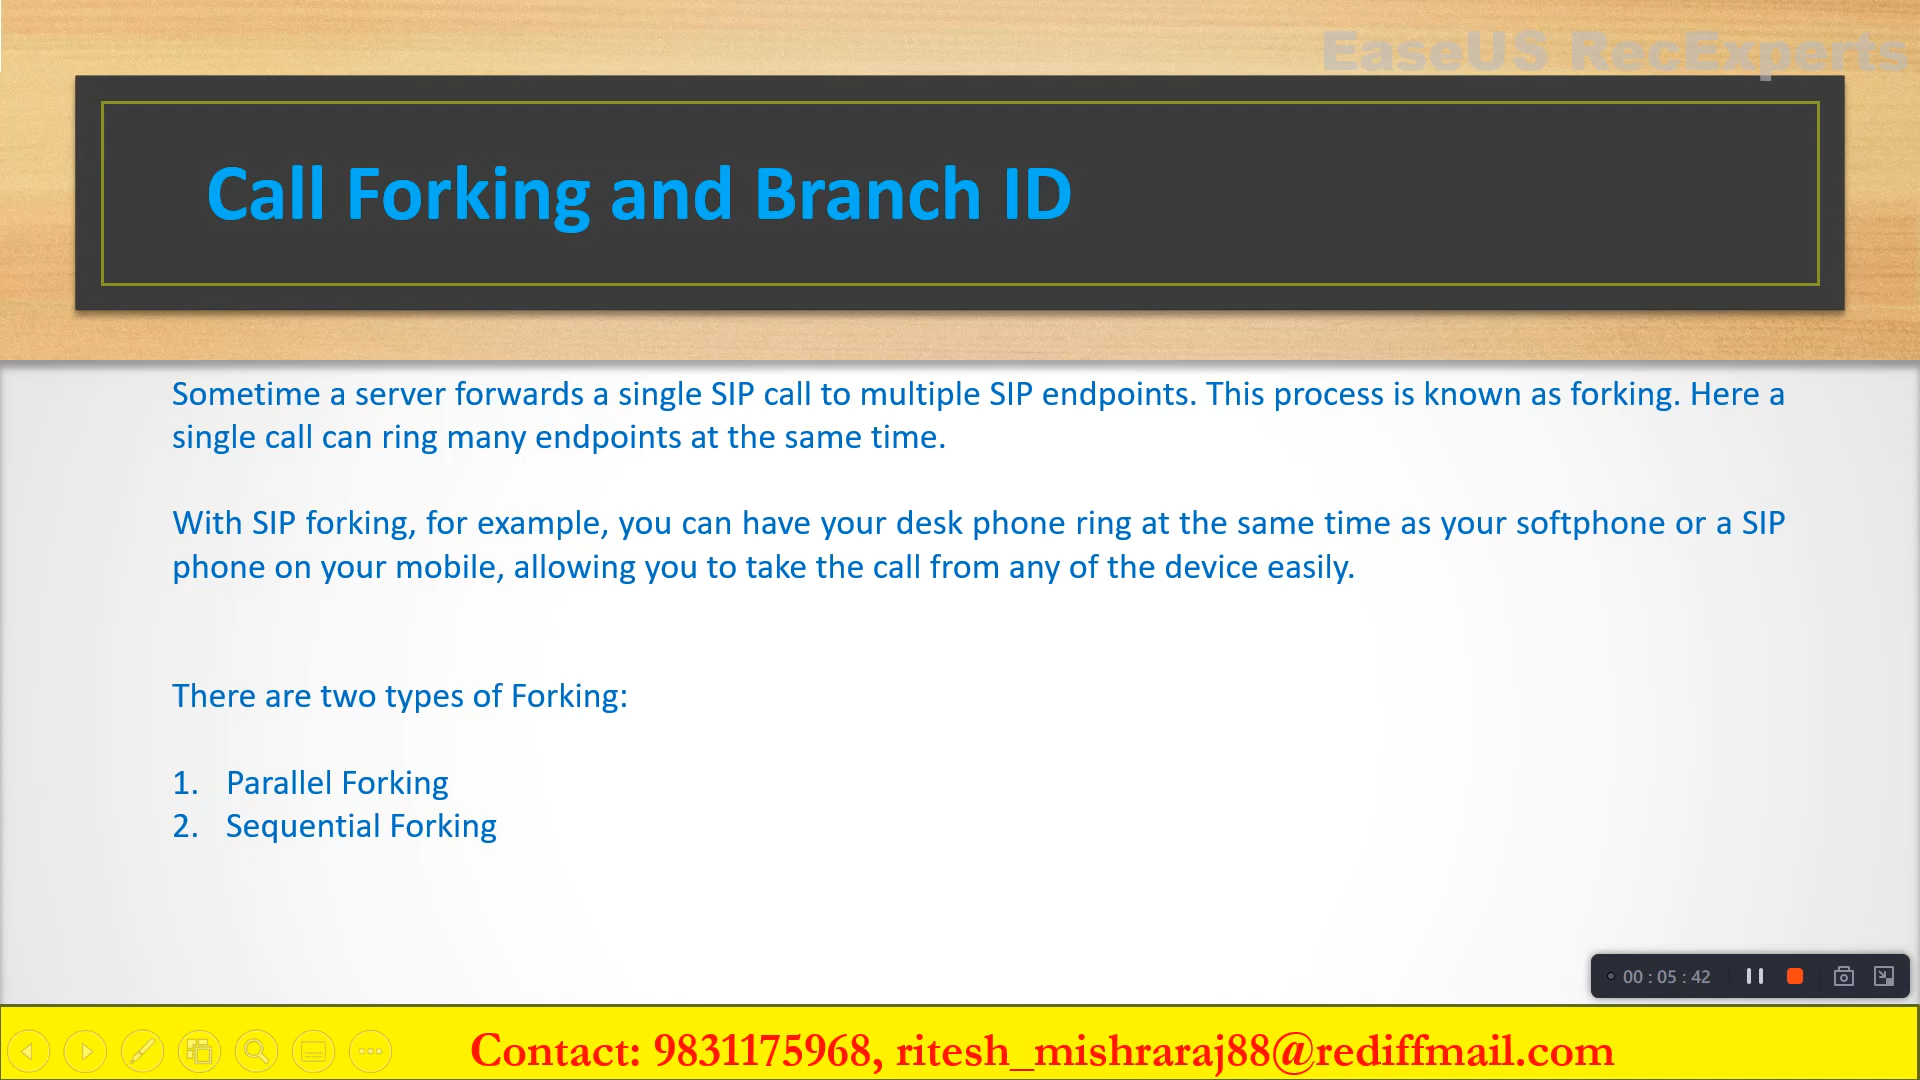 EaseUS RecExperts
Call Forking and Branch ID
Sometime a server forwards a single SIP call to multiple SIP endpoints. This process is known as forking. Here a
single call can ring many endpoints at the same time.
With SIP forking, for example, you can have your desk phone ring at the same time as your softphone or a SIP
phone on your mobile, allowing you to take the call from any of the device easily.
There are two types of Forking:
1. Parallel Forking
2. Sequential Forking
00 : 05 : 42
Contact: 9831175968, ritesh_mishraraj88@rediffmail.com